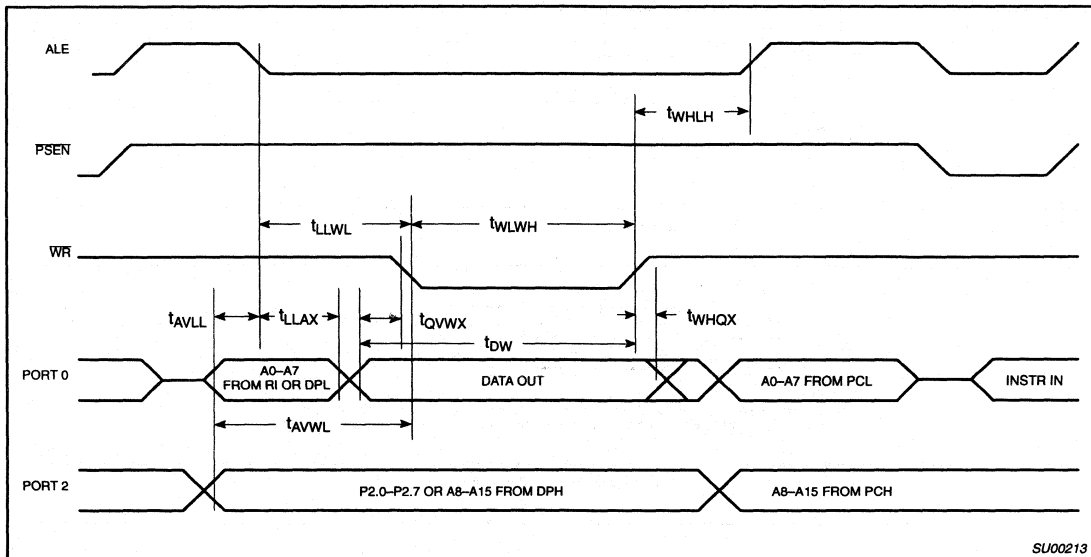 ALE
tWHLH
PSEN
tLLWL
tWLWH
WR
tAVLL
tLLAX
tQVWX
tWHQX
tDW
PORT 0
A0–A7
FROM RI OR DPL
DATA OUT
A0–A7 FROM PCL
INSTR IN
tAVWL
PORT 2
P2.0–P2.7 OR A8–A15 FROM DPH
A8–A15 FROM PCH
SU00213